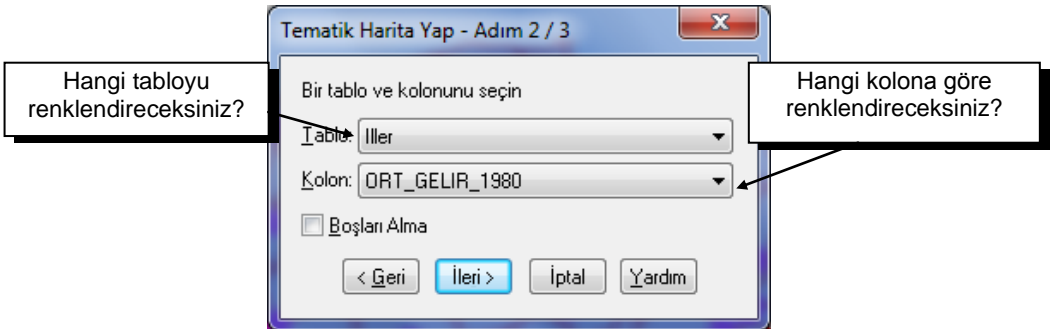 Tematik Harita Yap - Adım 2 / 3
Hangi tabloyu
renklendireceksiniz?
Hangi kolona göre
renklendireceksiniz?
Bir tablo ve kolonunu seçin
Tablo: Iller
Kolon: ORT_GELIR_1980
Boşları Alma
< Geri İleri > İptal Yardım